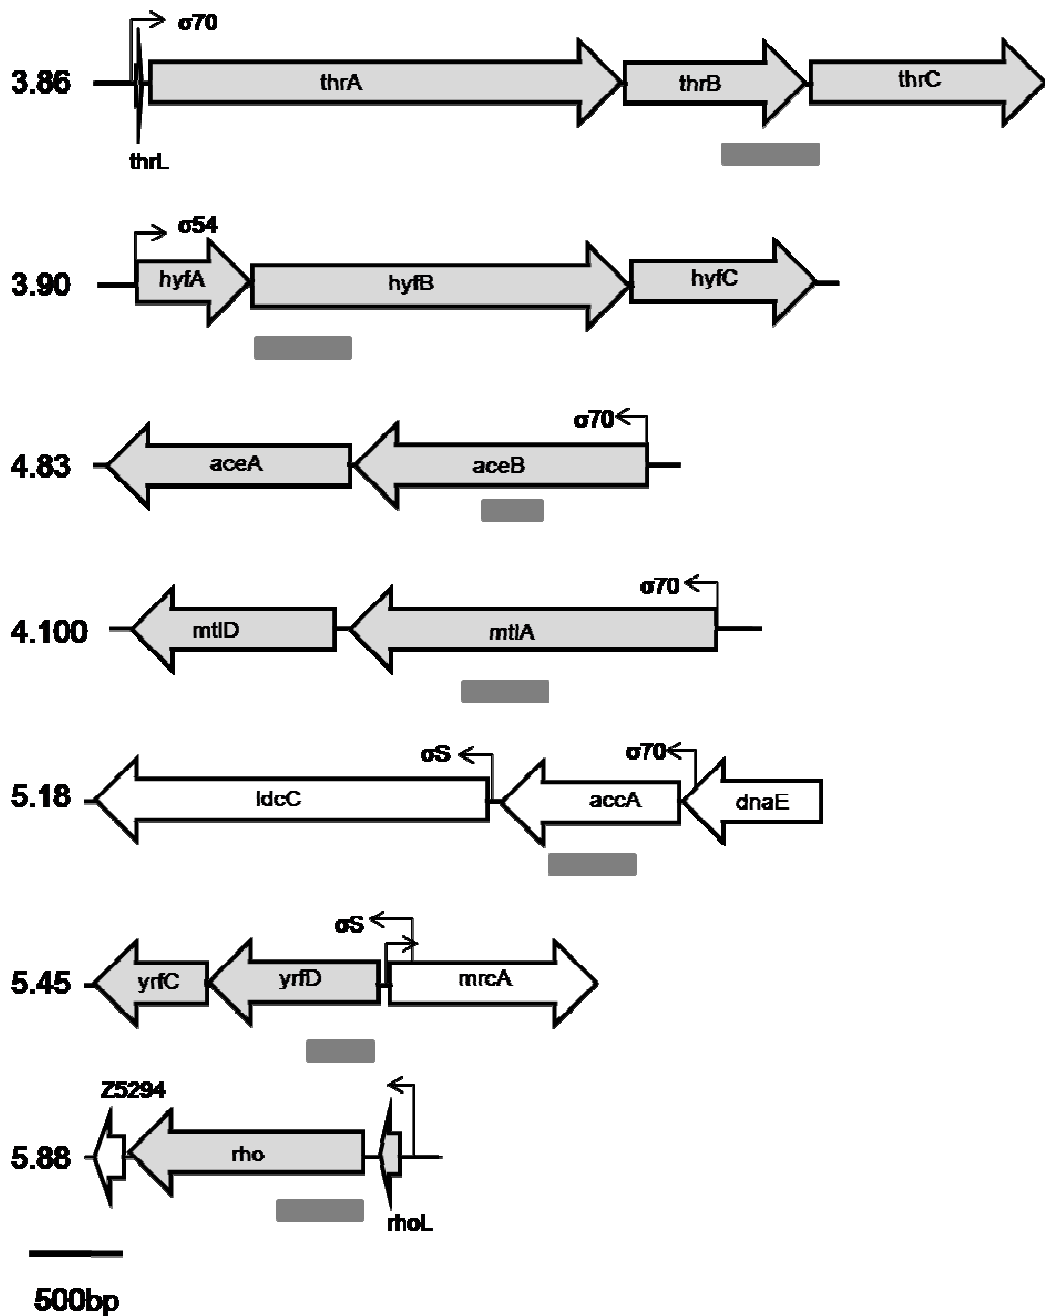 σ70
3.86 thrA thrB thrC
thrL
σ54
3.90 hyfA hyfB hyfC
σ70
4.83 aceA aceB
σ70
4.100 mtlD mtlA
σS σ70
5.18 ldcC accA dnaE
σS
5.45 yrfC yrfD mrcA
Z5294
5.88 rho
rhoL
500bp